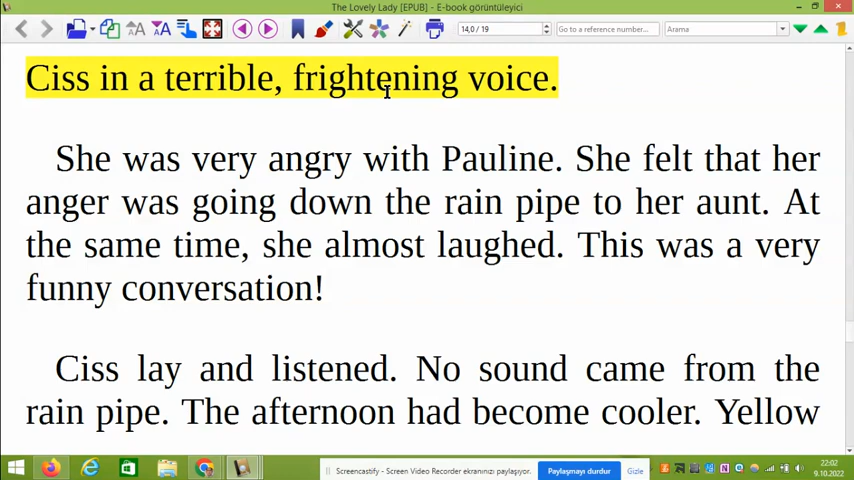 The Lovely Lady [EPUB] - E-book görüntüleyici
14,0 / 19
Go to a reference number...
Arama
Ciss in a terrible, frightening voice.
She was very angry with Pauline. She felt that her
anger was going down the rain pipe to her aunt. At
the same time, she almost laughed. This was a very
funny conversation!
Ciss lay and listened. No sound came from the
rain pipe. The afternoon had become cooler. Yellow
Screencastify - Screen Video Recorder ekranınızı paylaşıyor.
Paylaşmayı durdur
Gizle
22:02
9.10.2022